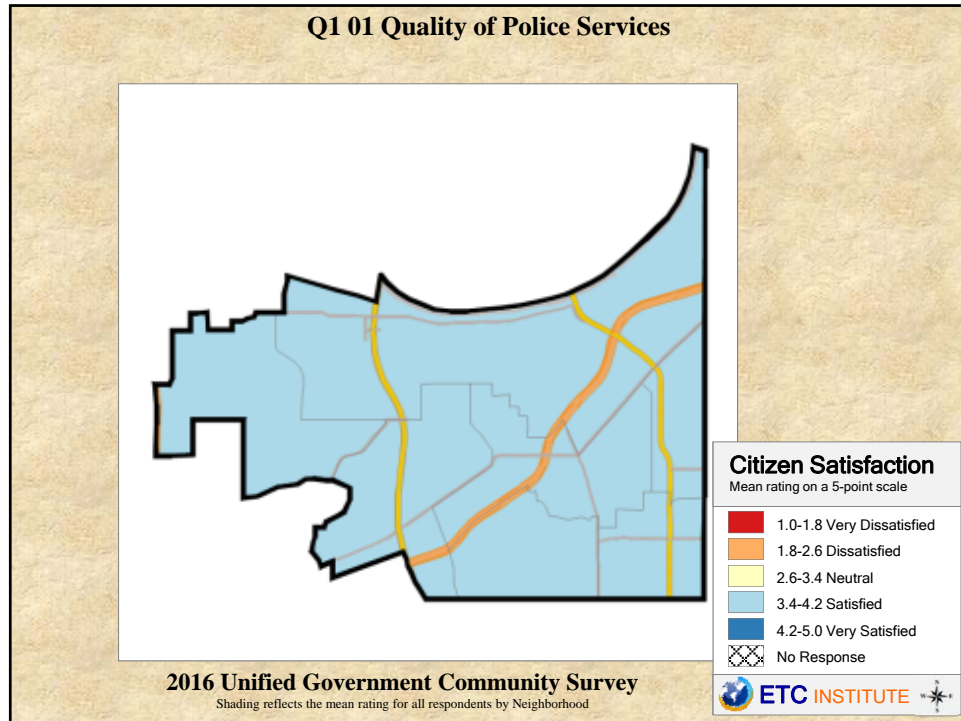 Q1 01 Quality of Police Services
Citizen Satisfaction
Mean rating on a 5-point scale
1.0-1.8 Very Dissatisfied
1.8-2.6 Dissatisfied
2.6-3.4 Neutral
3.4-4.2 Satisfied
4.2-5.0 Very Satisfied
No Response
ETC INSTITUTE
N
W E
S
2016 Unified Government Community Survey
Shading reflects the mean rating for all respondents by Neighborhood